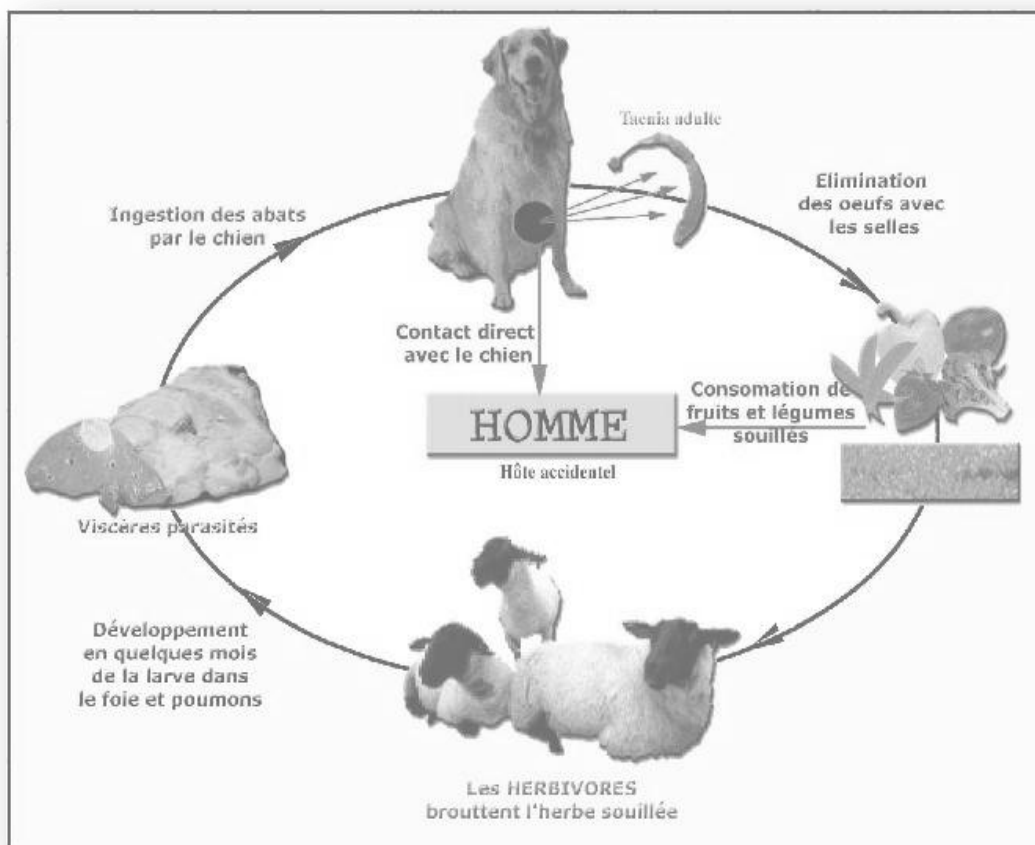 Taenia adulte
Elimination
des oeufs avec
les selles
Ingestion des abats
par le chien
Contact direct
avec le chien
Consomation de
fruits et légumes
souillés
HOMME
Hôte accidentel
Viscères parasités
Développement
en quelques mois
de la larve dans
le foie et poumons
Les HERBIVORES
brouttent l'herbe souillée